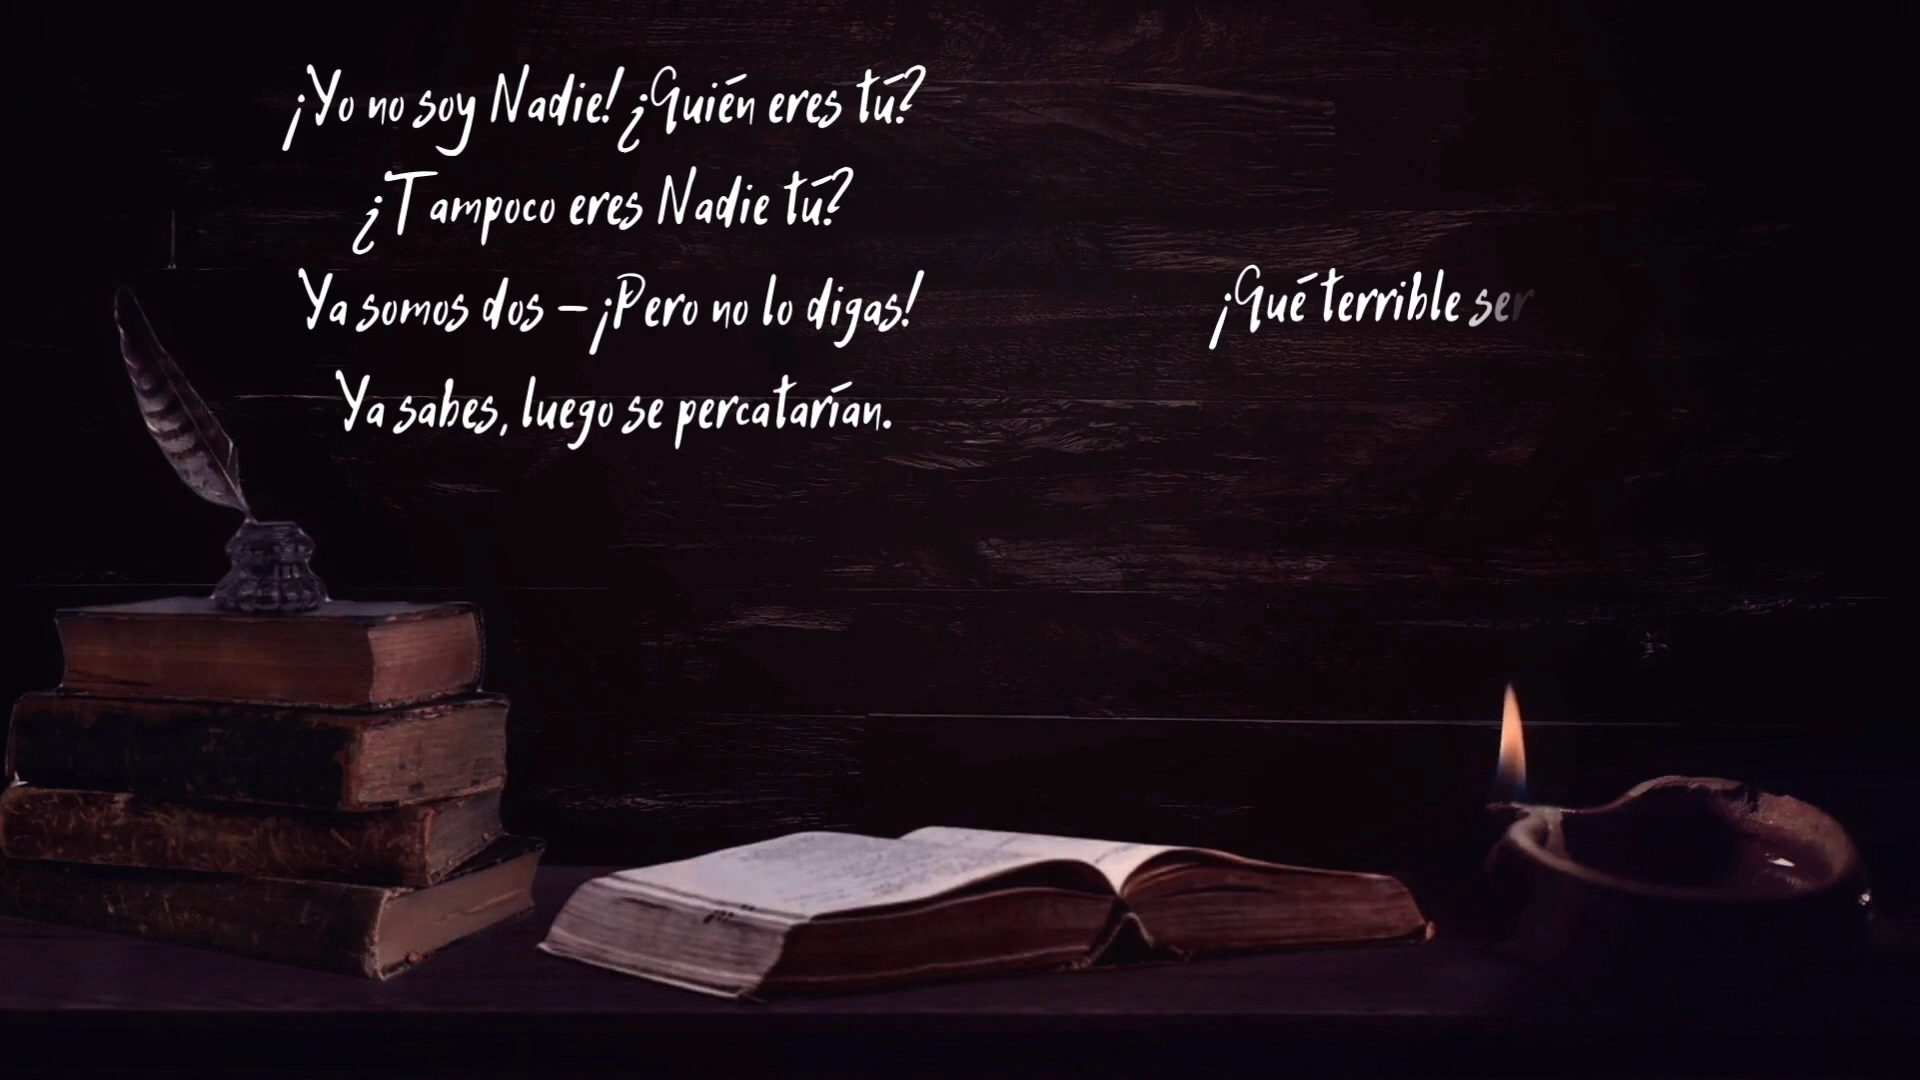 ¡Yo no soy Nadie! ¿Quién eres tú?
¿Tampoco eres Nadie tú?
Ya somos dos – ¡Pero no lo digas!
Ya sabes, luego se percatarían.
¡Qué terrible ser